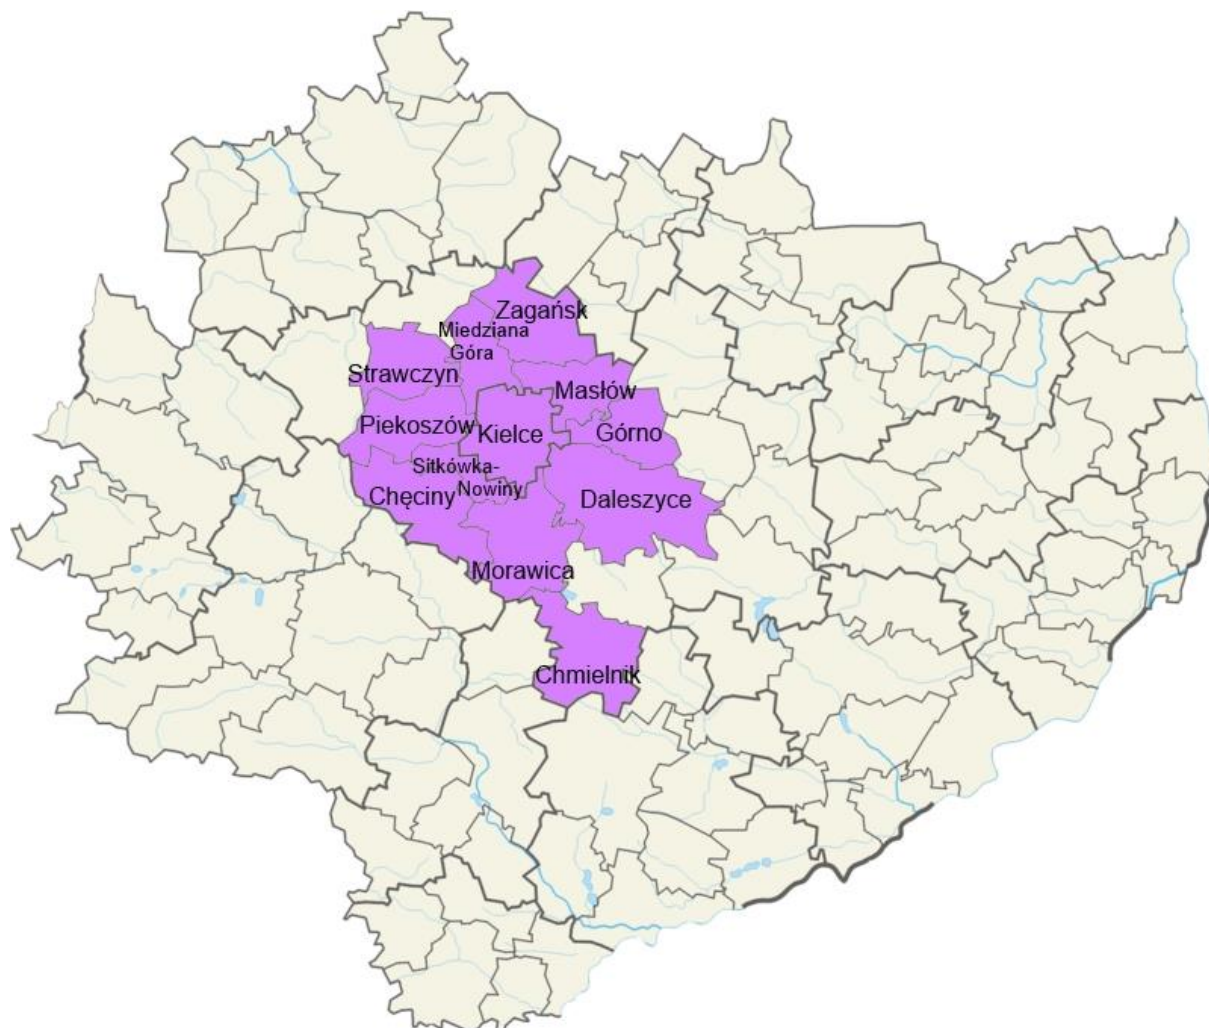 Zagańsk
Miedziana
Góra
Strawczyn
Masłów
Piekoszów
Kielce
Górno
Sitkówka-
-Nowiny
Chęciny
Daleszyce
Morawica
Chmielnik